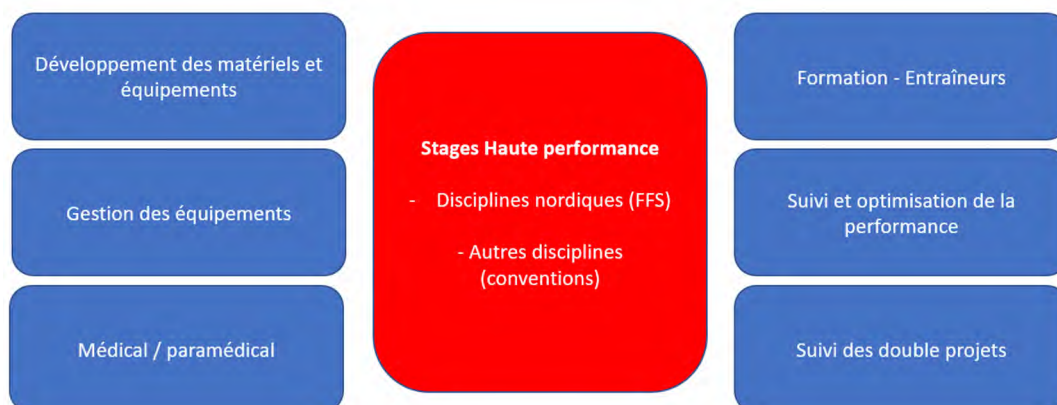 Développement des matériels et
équipements
Gestion des équipements
Médical / paramédical
Stages Haute performance
- Disciplines nordiques (FFS)
- Autres disciplines
(conventions)
Formation - Entraîneurs
Suivi et optimisation de la
performance
Suivi des double projets